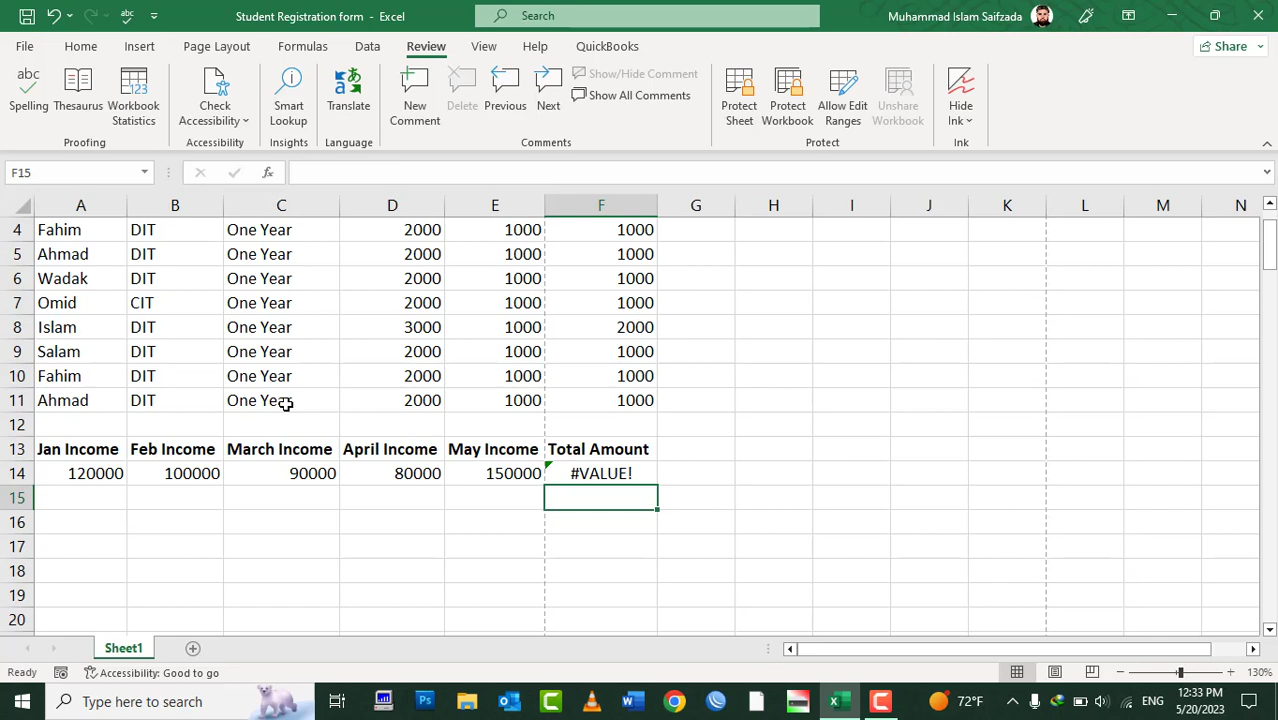 Student Registration form - Excel
Search
Muhammad Islam Saifzada
File Home Insert Page Layout Formulas Data Review View Help QuickBooks
Share
abc
Spelling
Thesaurus
123
Workbook Statistics
Check Accessibility
Smart Lookup
Translate
New Comment
Delete
Previous
Next
Show/Hide Comment
Show All Comments
Protect Sheet
Protect Workbook
Allow Edit Ranges
Unshare Workbook
Hide Ink
Proofing Accessibility Insights Language Comments Protect Ink
F15
fx
A B C D E F G H I J K L M N
4 Fahim DIT One Year 2000 1000 1000
5 Ahmad DIT One Year 2000 1000 1000
6 Wadak DIT One Year 2000 1000 1000
7 Omid CIT One Year 2000 1000 1000
8 Islam DIT One Year 3000 1000 2000
9 Salam DIT One Year 2000 1000 1000
10 Fahim DIT One Year 2000 1000 1000
11 Ahmad DIT One Year 2000 1000 1000
12
13 Jan Income Feb Income March Income April Income May Income Total Amount
14 120000 100000 90000 80000 150000 #VALUE!
15
16
17
18
19
20
Sheet1
Ready Accessibility: Good to go 130%
Type here to search
Ps
72°F
ENG
12:33 PM
5/20/2023